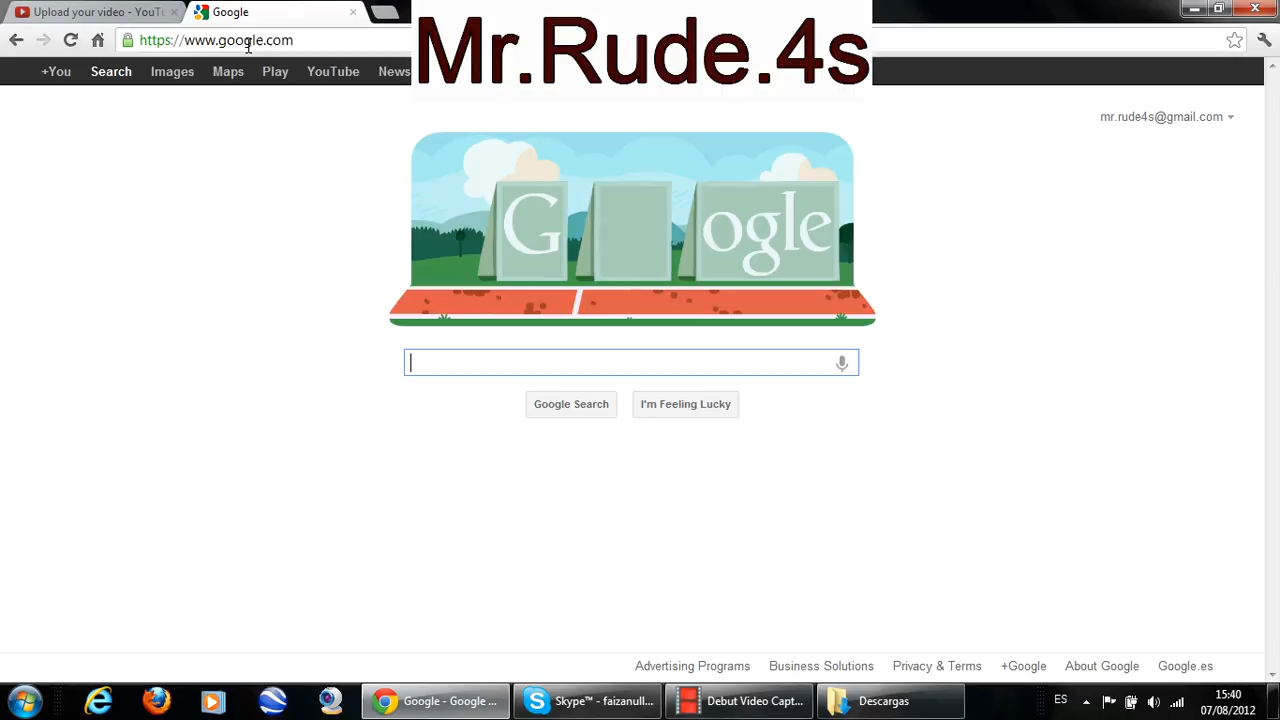 Upload your video - YouTu
Google
https://www.google.com
Mr.Rude.4s
+You Search Images Maps Play YouTube News
mr.rude4s@gmail.com
G ogle
Google Search I'm Feeling Lucky
Advertising Programs Business Solutions Privacy & Terms +Google About Google Google.es
Google - Google ... Skype™ - faizanull... Debut Video Capt... Descargas ES 15:40
07/08/2012